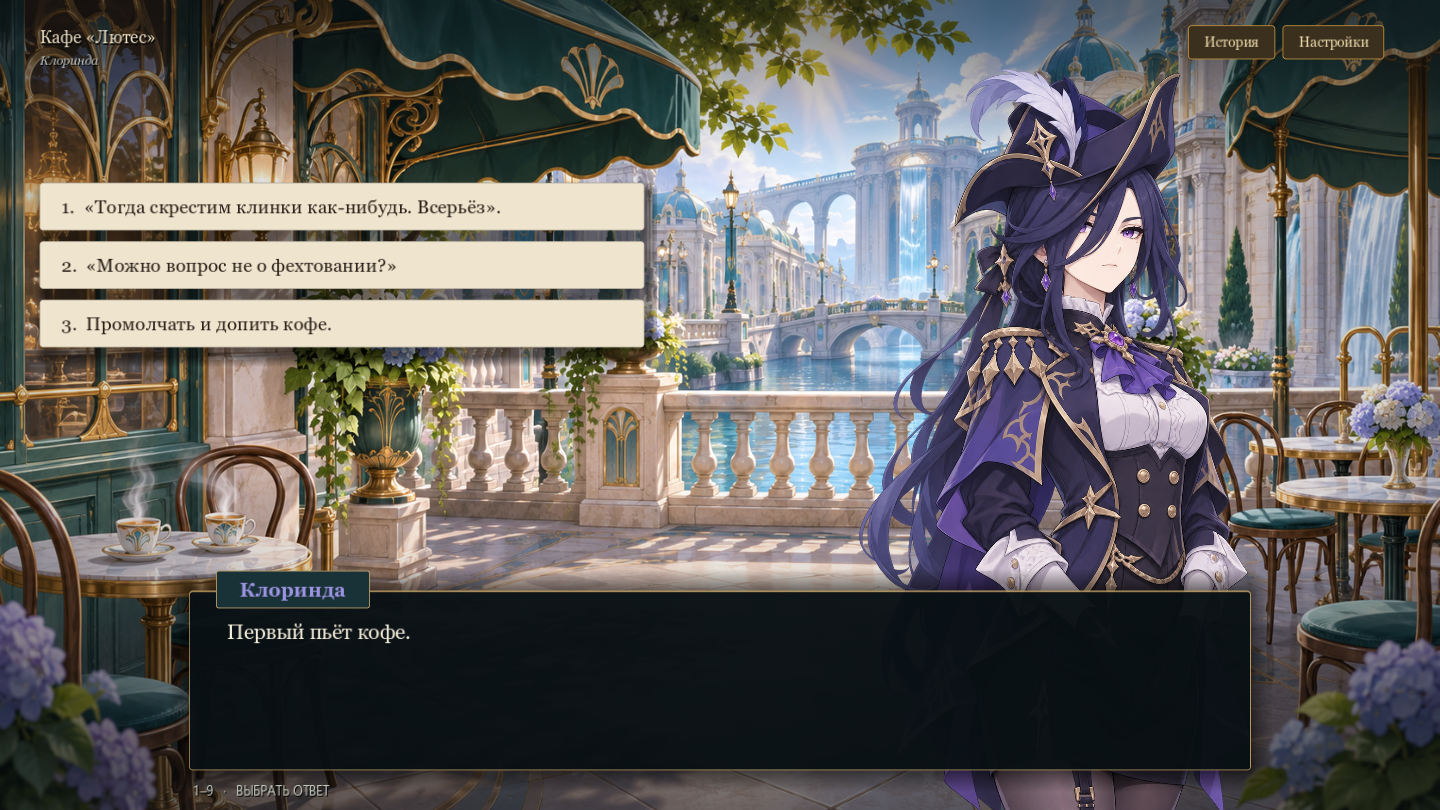 Кафе «Лютес»
Клоринда
История
Настройки
1. «Тогда скрестим клинки как-нибудь. Всерьёз».
2. «Можно вопрос не о фехтовании?»
3. Промолчать и допить кофе.
Клоринда
Первый пьёт кофе.
1–9 · ВЫБРАТЬ ОТВЕТ